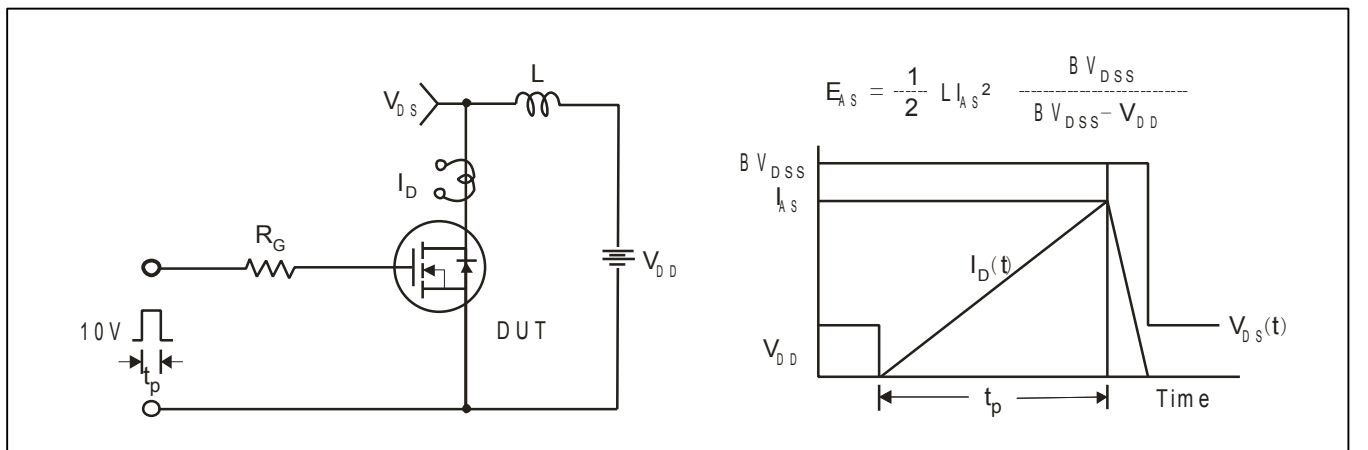 L
V_DS
I_D
R_G
V_DD
10V
t_p
DUT
E_AS = 1/2 L I_AS² BV_DSS / BV_DSS – V_DD
BV_DSS
I_AS
I_D(t)
V_DS(t)
V_DD
t_p
Time